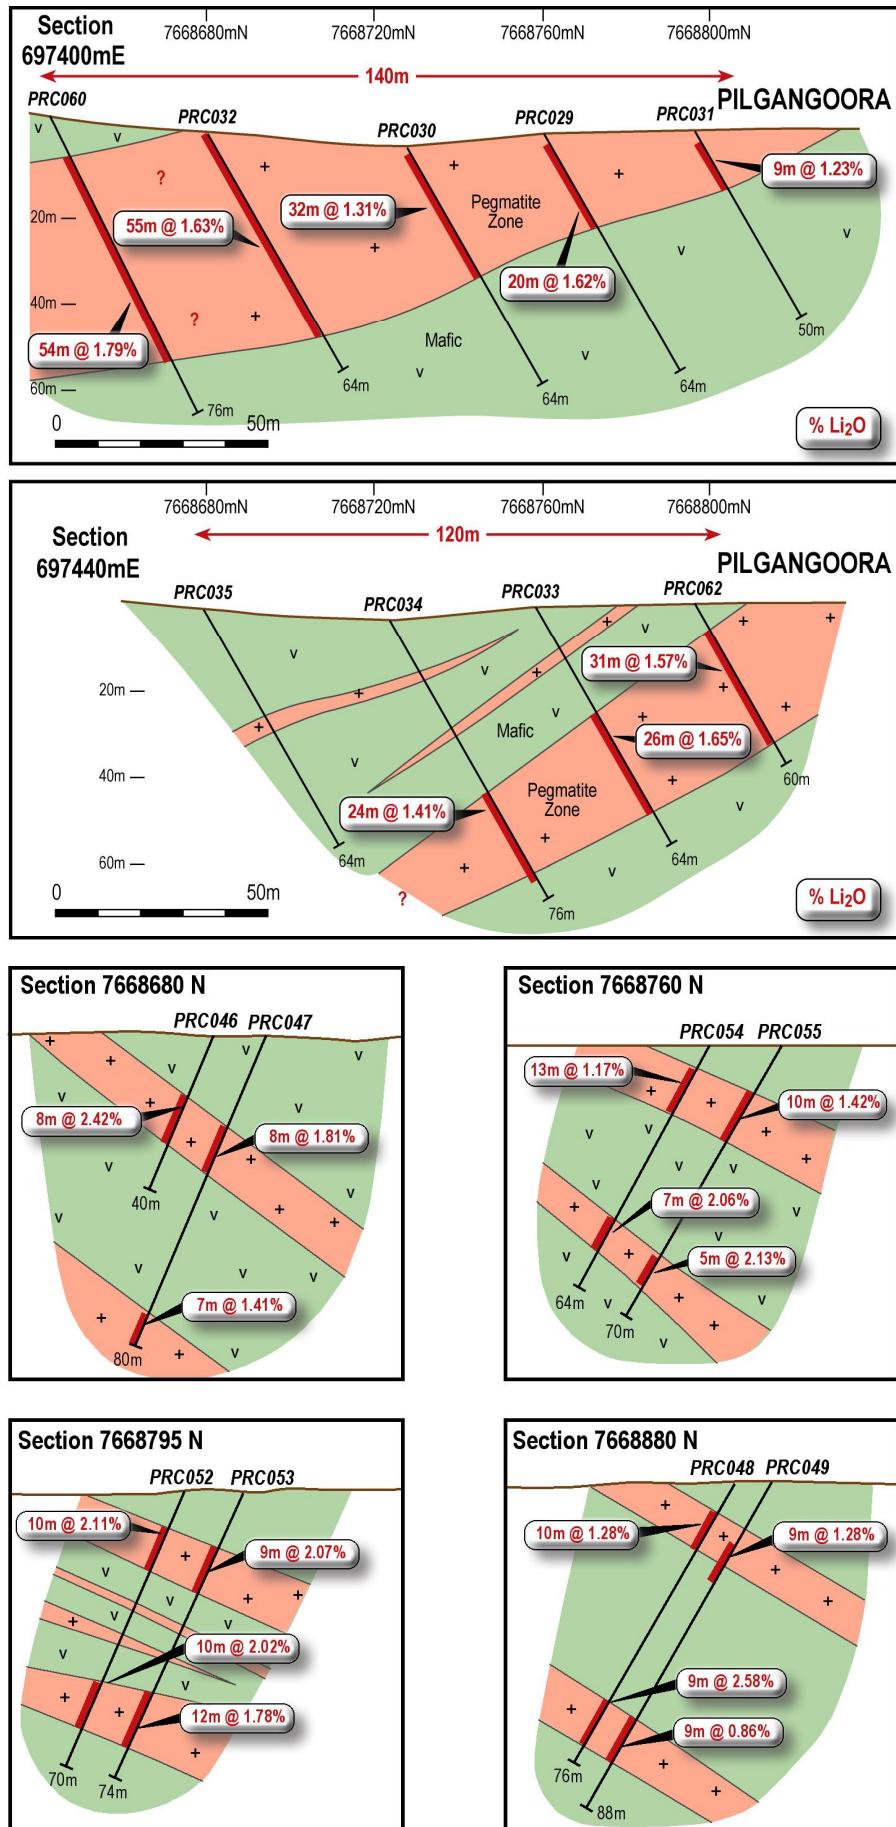 Section
697400mE
7668680mN 7668720mN 7668760mN 7668800mN
140m
PILGANGOORA
PRC060 PRC032 PRC030 PRC029 PRC031
9m @ 1.23%
32m @ 1.31%
Pegmatite
Zone
55m @ 1.63%
20m @ 1.62%
54m @ 1.79%
Mafic
20m
40m
60m
?
?
76m 64m 64m 64m 50m
0 50m
% Li₂O
7668680mN 7668720mN 7668760mN 7668800mN
Section
697440mE
120m
PILGANGOORA
PRC035 PRC034 PRC033 PRC062
31m @ 1.57%
Mafic
26m @ 1.65%
Pegmatite
Zone
24m @ 1.41%
20m
40m
60m
64m 76m 64m 60m
?
0 50m
% Li₂O
Section 7668680 N
PRC046 PRC047
8m @ 2.42%
8m @ 1.81%
40m
7m @ 1.41%
80m
Section 7668760 N
PRC054 PRC055
13m @ 1.17%
10m @ 1.42%
7m @ 2.06%
5m @ 2.13%
64m
70m
Section 7668795 N
PRC052 PRC053
10m @ 2.11%
9m @ 2.07%
10m @ 2.02%
12m @ 1.78%
70m
74m
Section 7668880 N
PRC048 PRC049
10m @ 1.28%
9m @ 1.28%
9m @ 2.58%
9m @ 0.86%
76m
88m